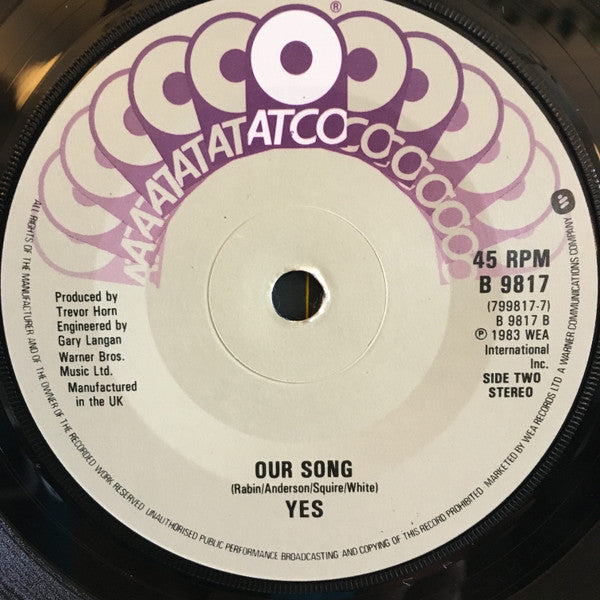 ®
ATATATATATCOCOCOCOCO
45 RPM
B 9817
(799817-7)
B 9817 B
℗ 1983 WEA
International
Inc.
SIDE TWO
STEREO
Produced by
Trevor Horn
Engineered by
Gary Langan
Warner Bros.
Music Ltd.
Manufactured
in the UK
OUR SONG
(Rabin/Anderson/Squire/White)
YES
ALL RIGHTS OF THE MANUFACTURER AND OF THE OWNER OF THE RECORDED WORK RESERVED UNAUTHORISED PUBLIC PERFORMANCE BROADCASTING AND COPYING OF THIS RECORD PROHIBITED. MARKETED BY WEA RECORDS LTD. A WARNER COMMUNICATIONS COMPANY.